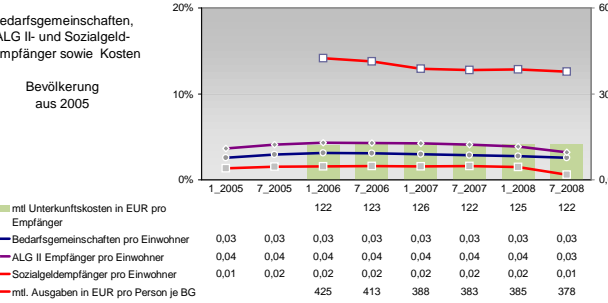 edarfsgemeinschaften,
ALG II- und Sozialgeld-
mpfänger sowie Kosten
Bevölkerung
aus 2005
20%
10%
0%
60
30
0,
1_2005 7_2005 1_2006 7_2006 1_2007 7_2007 1_2008 7_2008
mtl Unterkunftskosten in EUR pro Empfänger 122 123 126 122 125 122
Bedarfsgemeinschaften pro Einwohner 0,03 0,03 0,03 0,03 0,03 0,03 0,03 0,03
ALG II Empfänger pro Einwohner 0,04 0,04 0,04 0,04 0,04 0,04 0,04 0,03
Sozialgeldempfänger pro Einwohner 0,01 0,02 0,02 0,02 0,02 0,02 0,02 0,01
mtl. Ausgaben in EUR pro Person je BG 425 413 388 383 385 378